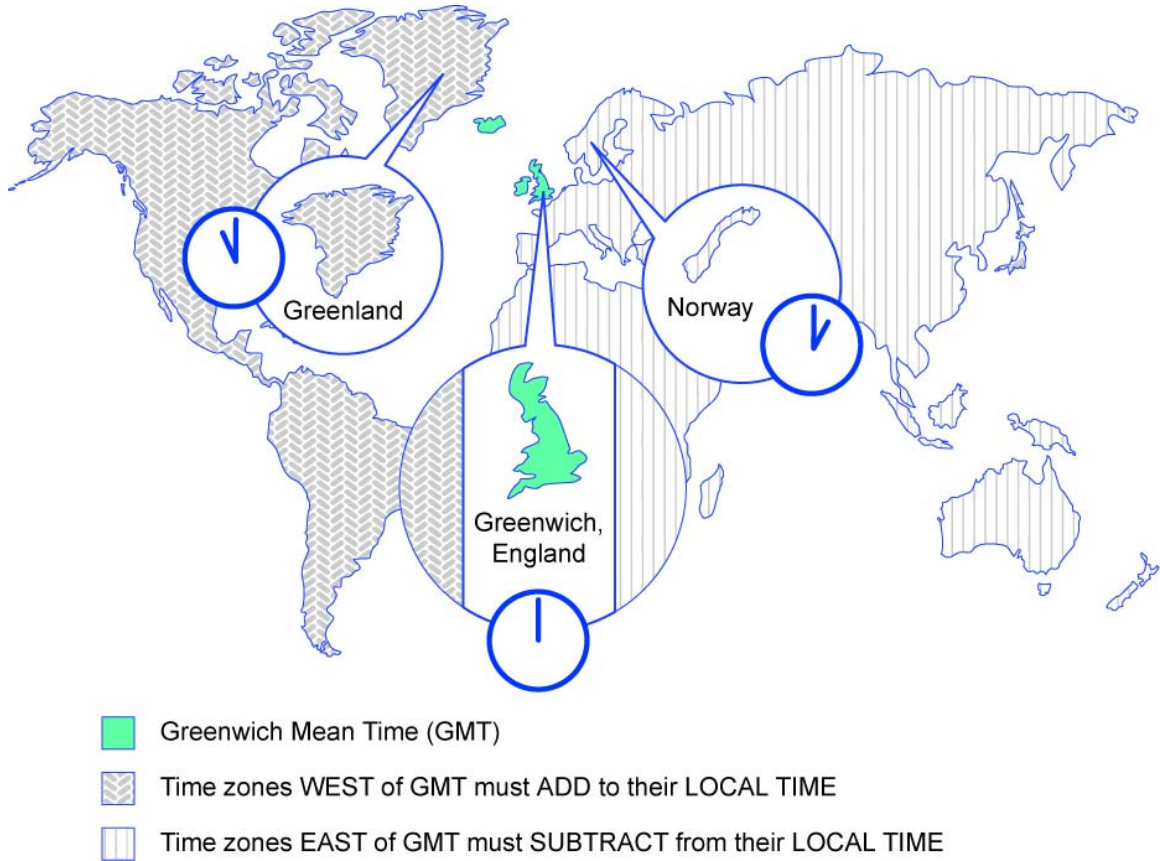 Greenland
Norway
Greenwich,
England
Greenwich Mean Time (GMT)
Time zones WEST of GMT must ADD to their LOCAL TIME
Time zones EAST of GMT must SUBTRACT from their LOCAL TIME